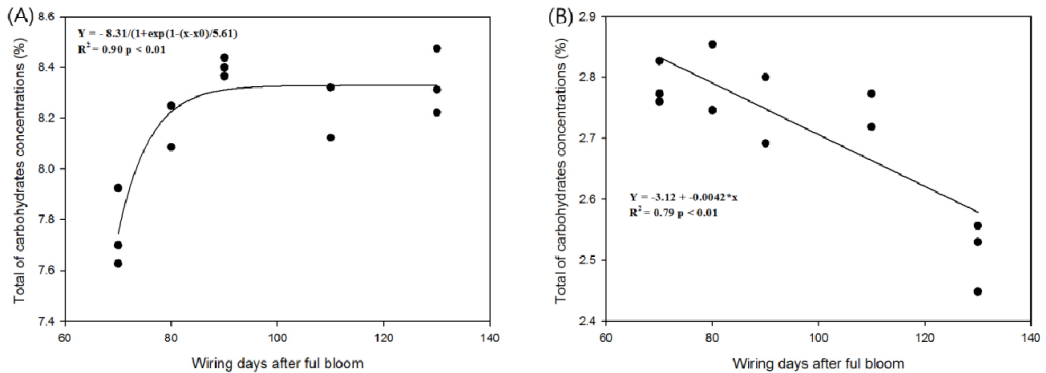 (A)
8.6
8.4
8.2
8.0
7.8
7.6
7.4
Total of carbohydrates concentrations (%)
Y = - 8.31/(1+exp(1-(x-x0)/5.61)
R² = 0.90 p < 0.01
60 80 100 120 140
Wiring days after ful bloom
(B)
2.9
2.8
2.7
2.6
2.5
2.4
Total of carbohydrates concentrations (%)
Y = -3.12 + -0.0042*x
R² = 0.79 p < 0.01
60 80 100 120 140
Wiring days after ful bloom